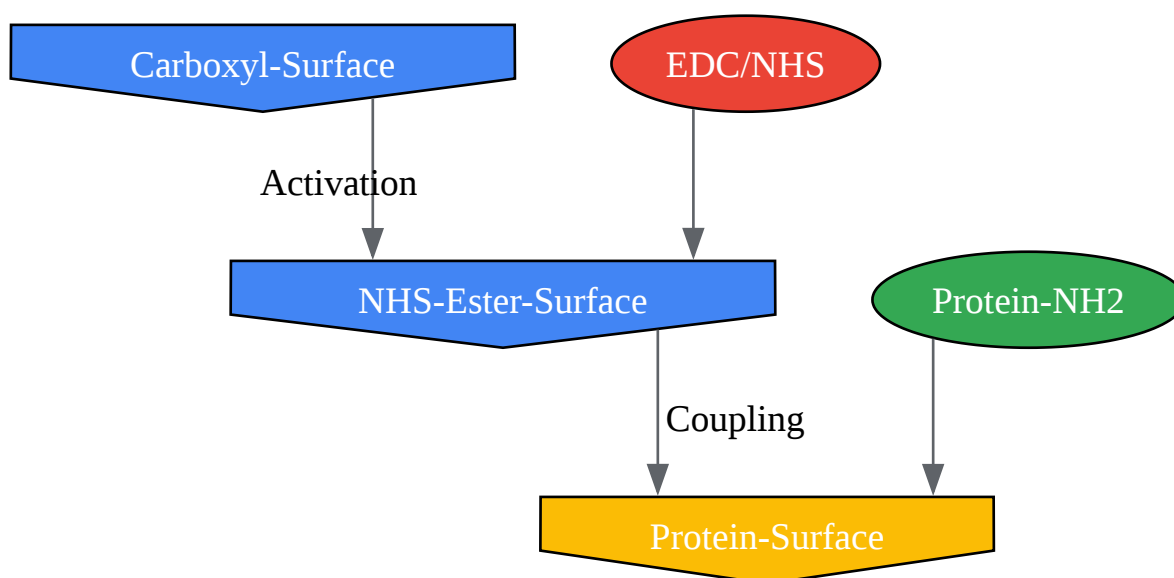 Carboxyl-Surface
EDC/NHS
Activation
NHS-Ester-Surface
Protein-NH2
Coupling
Protein-Surface